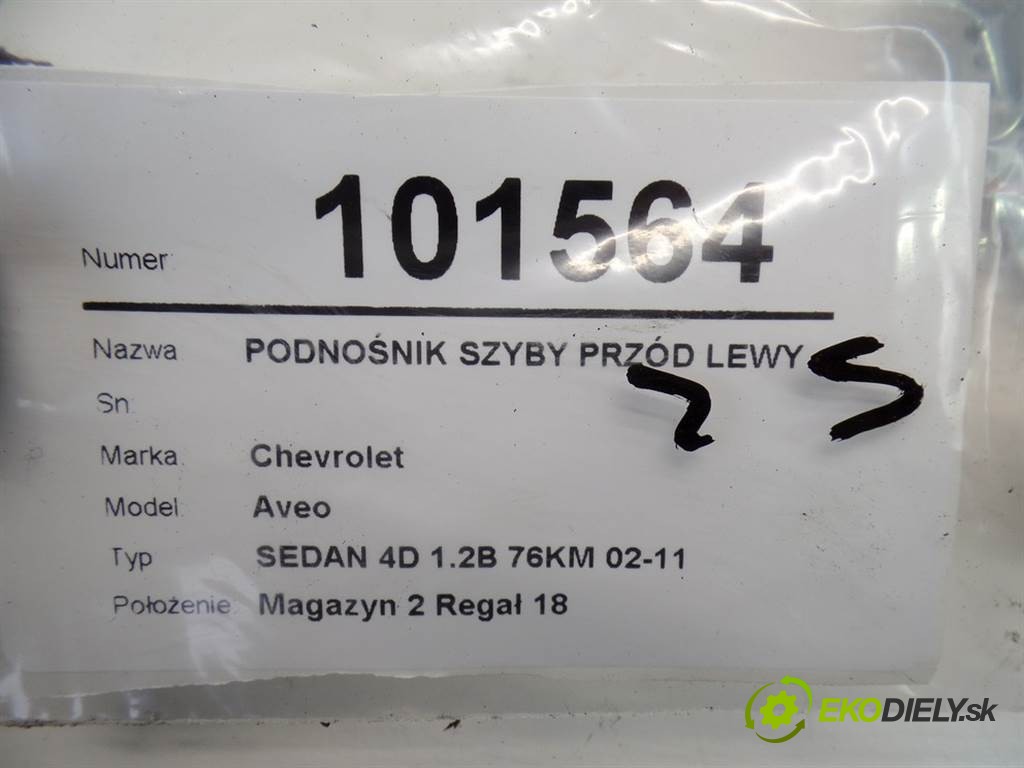 Numer: 101564
Nazwa PODNOŚNIK SZYBY PRZÓD LEWY
Sn:
Marka: Chevrolet
Model: Aveo
Typ SEDAN 4D 1.2B 76KM 02-11
Położenie: Magazyn 2 Regał 18
EKODIELY.sk